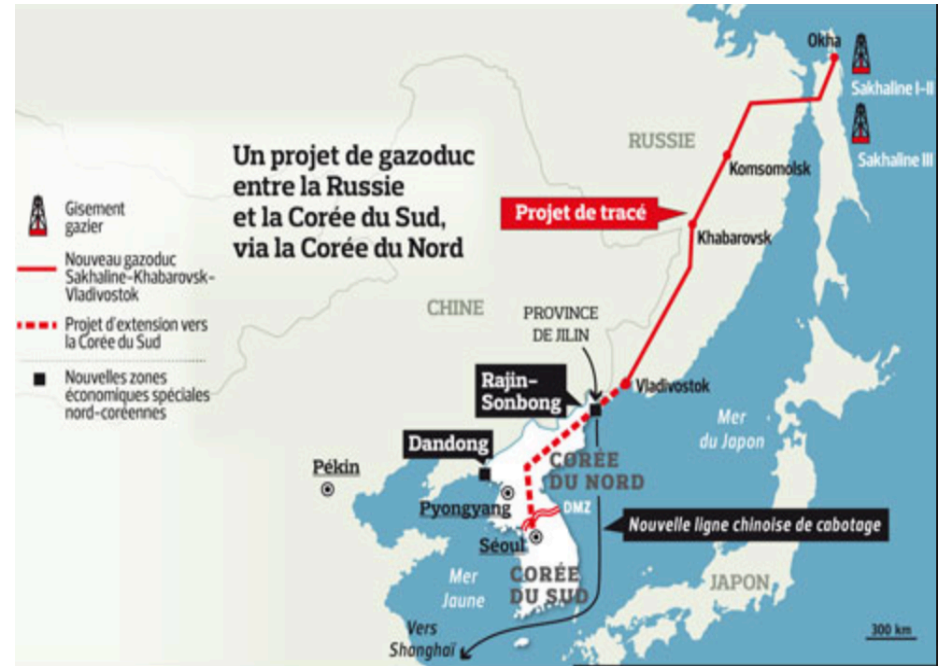 Un projet de gazoduc
entre la Russie
et la Corée du Sud,
via la Corée du Nord
Gisement
gazier
Nouveau gazoduc
Sakhaline-Khabarovsk-
Vladivostok
Projet d'extension vers
la Corée du Sud
Nouvelles zones
économiques spéciales
nord-coréennes
Okha
Sakhaline I-II
Sakhaline III
RUSSIE
Komsomolsk
Projet de tracé
Khabarovsk
CHINE
PROVINCE
DE JILIN
Rajin-
Sonbong
Vladivostok
Mer
du Japon
Dandong
CORÉE
DU NORD
Pékin
Pyongyang
DMZ
Nouvelle ligne chinoise de cabotage
Séoul
CORÉE
DU SUD
Mer
Jaune
JAPON
Vers
Shanghaï
300 km